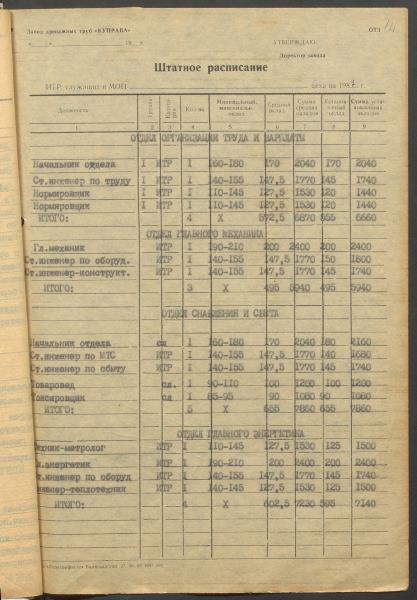 Завод дренажных труб «КУПРАВА» ОТЗ
УТВЕРЖДАЮ:
Директор завода
Штатное расписание
ИТР, служащих и МОП цеха на 198 г.
Должность Группа Кол-во Минимальный, максимальн. оклад Средний оклад Сумма средних окладов Установленный оклад Сумма установленных окладов
1 2 3 4 5 6 7 8 9
ОТДЕЛ ОРГАНИЗАЦИИ ТРУДА И ЗАРПЛАТЫ
Начальник отдела I ИТР I 160-180 170 2040 170 2040
Ст.инженер по труду I ИТР I 140-155 147,5 1770 145 1740
Нормировщик I ИТР I 110-145 127,5 1530 120 1440
Нормировщик I ИТР I 110-145 127,5 1530 120 1440
ИТОГО: 4 X 572,5 6870 555 6660
ОТДЕЛ ГЛАВНОГО МЕХАНИКА
Гл.механик ИТР I 190-210 200 2400 200 2400
Ст.инженер по оборуд. ИТР I 140-155 147,5 1770 150 1800
Ст.инженер-конструкт. ИТР I 140-155 147,5 1770 145 1740
ИТОГО: 3 X 495 5940 495 5940
ОТДЕЛ СНАБЖЕНИЯ И СБЫТА
Начальник отдела сл I 160-180 170 2040 180 2160
Ст.инженер по МТС ИТР I 140-155 147,5 1770 140 1680
Ст.инженер по сбыту ИТР I 140-155 147,5 1770 145 1740
Товаровед сл. I 90-110 100 1200 100 1200
сл I 85-95 90 1080 90 1080
ИТОГО: 5 X 655 7860 655 7860
ОТДЕЛ ГЛАВНОГО ЭНЕРГЕТИКА
Техник-метролог ИТР I 110-145 127,5 1530 125 1500
Гл.энергетик ИТР I 190-210 200 2400 200 2400
Ст.инженер по оборуд ИТР I 140-155 147,5 1770 145 1740
Инженер-теплотехник ИТР I 110-145 127,5 1530 125 1500
ИТОГО: 4 X 602,5 7230 595 7140